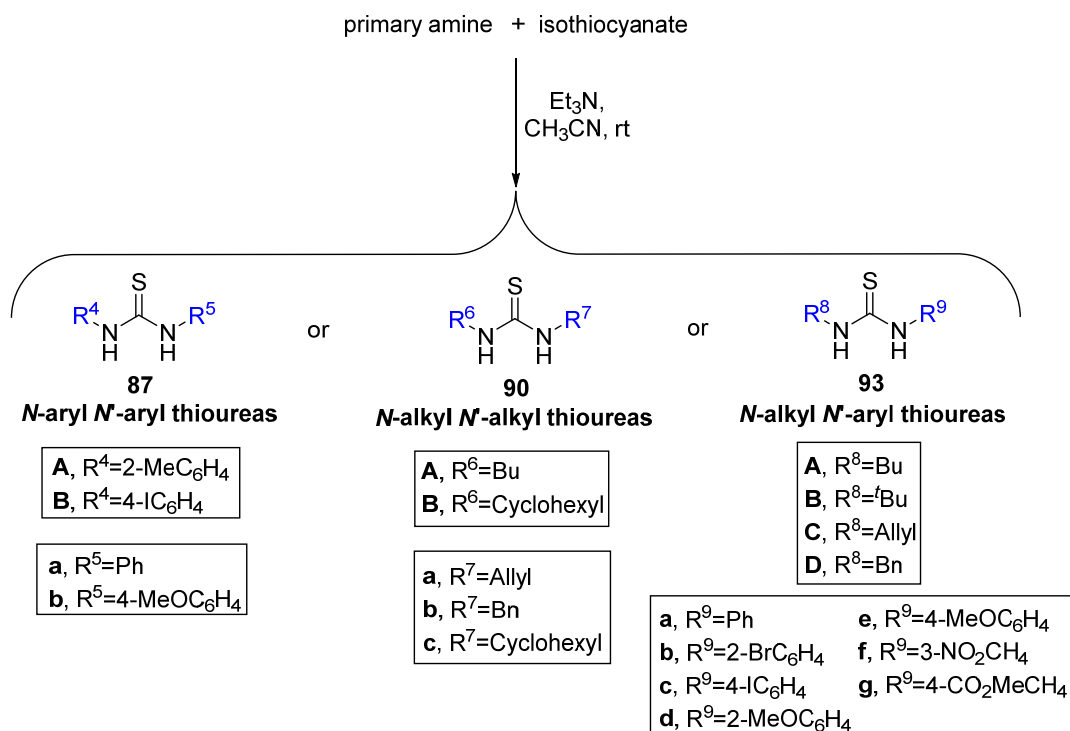 primary amine + isothiocyanate
Et3N,
CH3CN, rt
S
R4 N H N H R5
87
N-aryl N'-aryl thioureas
A, R4=2-MeC6H4
B, R4=4-IC6H4
a, R5=Ph
b, R5=4-MeOC6H4
or
S
R6 N H N H R7
90
N-alkyl N'-alkyl thioureas
A, R6=Bu
B, R6=Cyclohexyl
a, R7=Allyl
b, R7=Bn
c, R7=Cyclohexyl
or
S
R8 N H N H R9
93
N-alkyl N'-aryl thioureas
A, R8=Bu
B, R8=tBu
C, R8=Allyl
D, R8=Bn
a, R9=Ph
b, R9=2-BrC6H4
c, R9=4-IC6H4
d, R9=2-MeOC6H4
e, R9=4-MeOC6H4
f, R9=3-NO2CH4
g, R9=4-CO2MeCH4